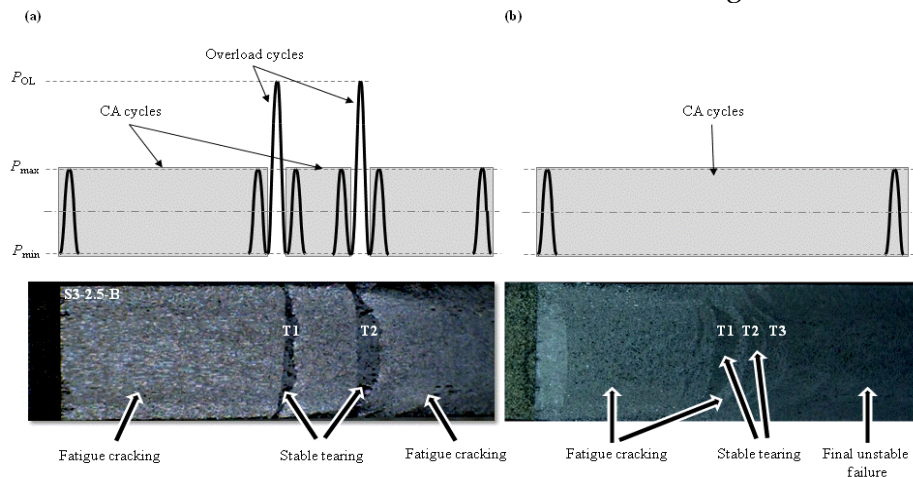 (a)
(b)
Overload cycles
P_OL
CA cycles
CA cycles
P_max
P_min
S3-2.5-B
T1
T2
T1 T2 T3
Fatigue cracking
Stable tearing
Fatigue cracking
Fatigue cracking
Stable tearing
Final unstable
failure